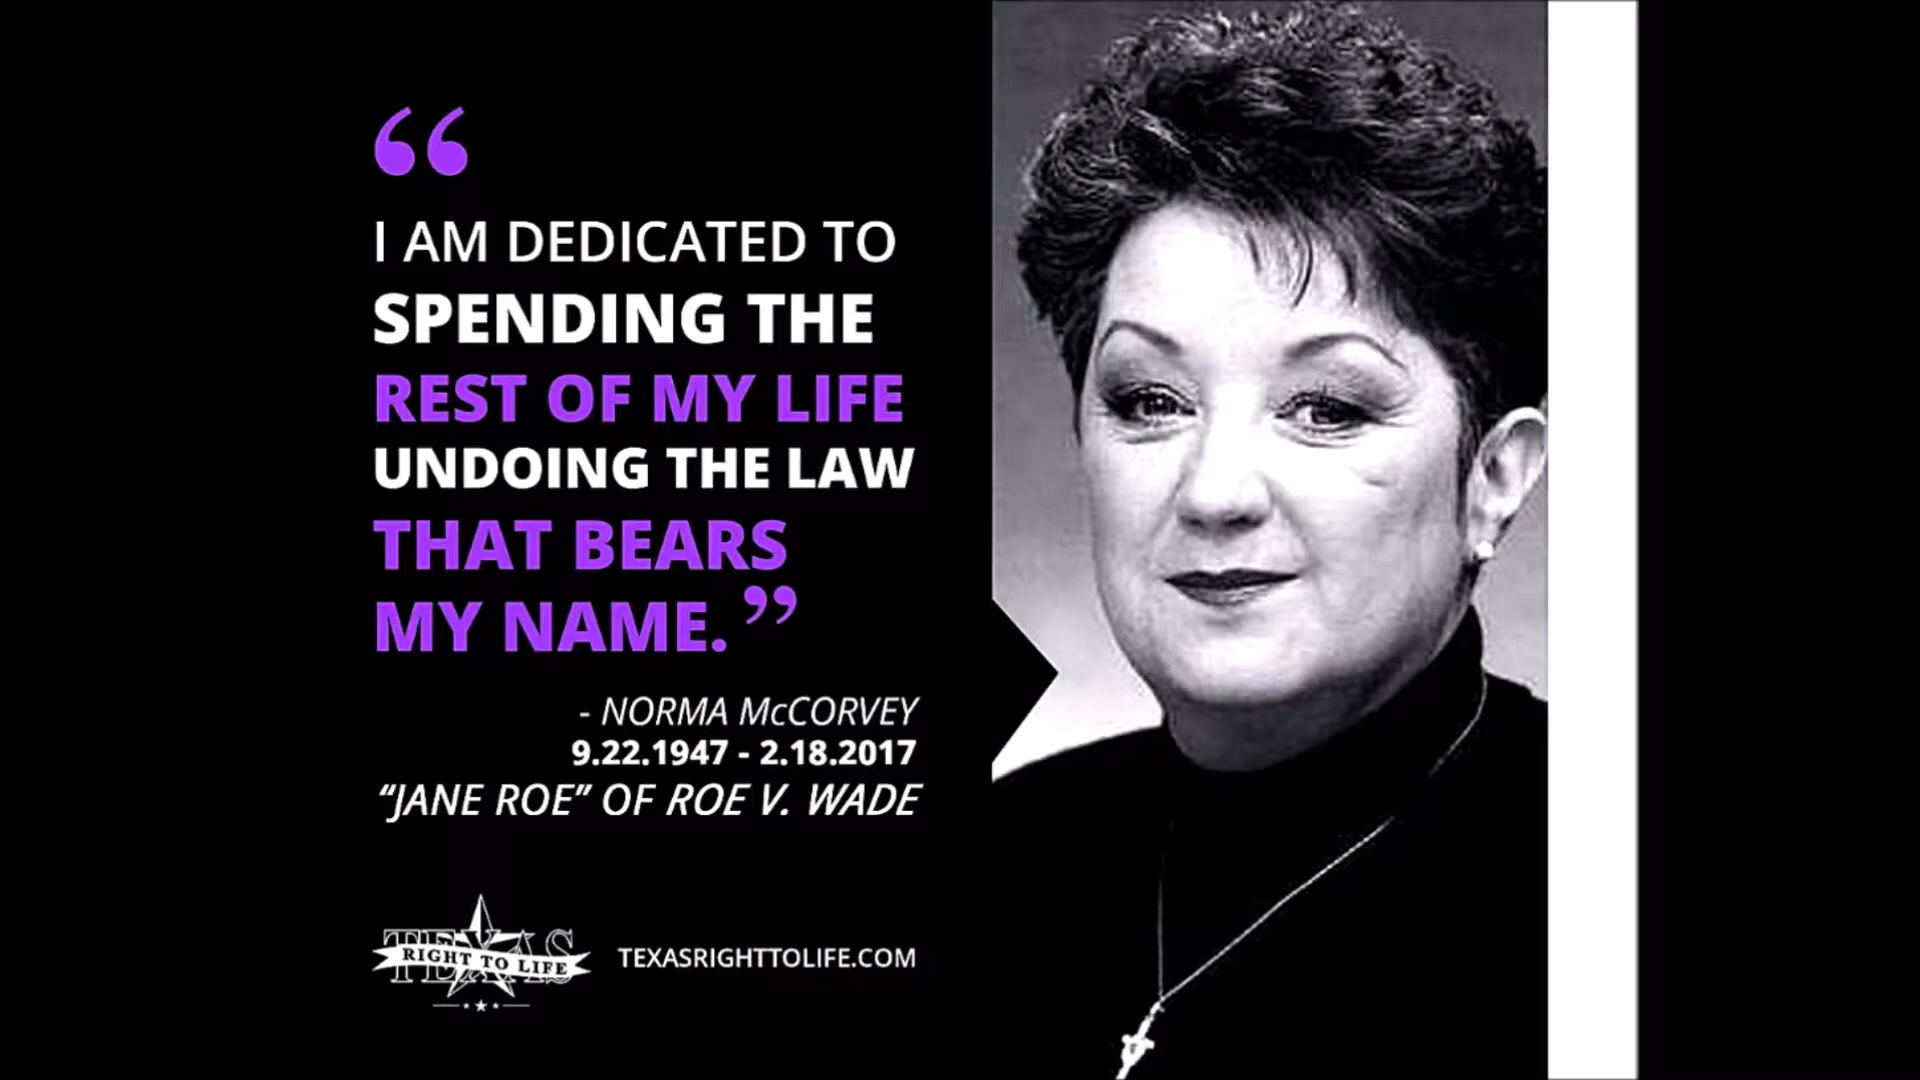 “
I AM DEDICATED TO
SPENDING THE
REST OF MY LIFE
UNDOING THE LAW
THAT BEARS
MY NAME.”
- NORMA McCORVEY
9.22.1947 - 2.18.2017
“JANE ROE” OF ROE V. WADE
TEXAS
RIGHT TO LIFE
TEXASRIGHTTOLIFE.COM